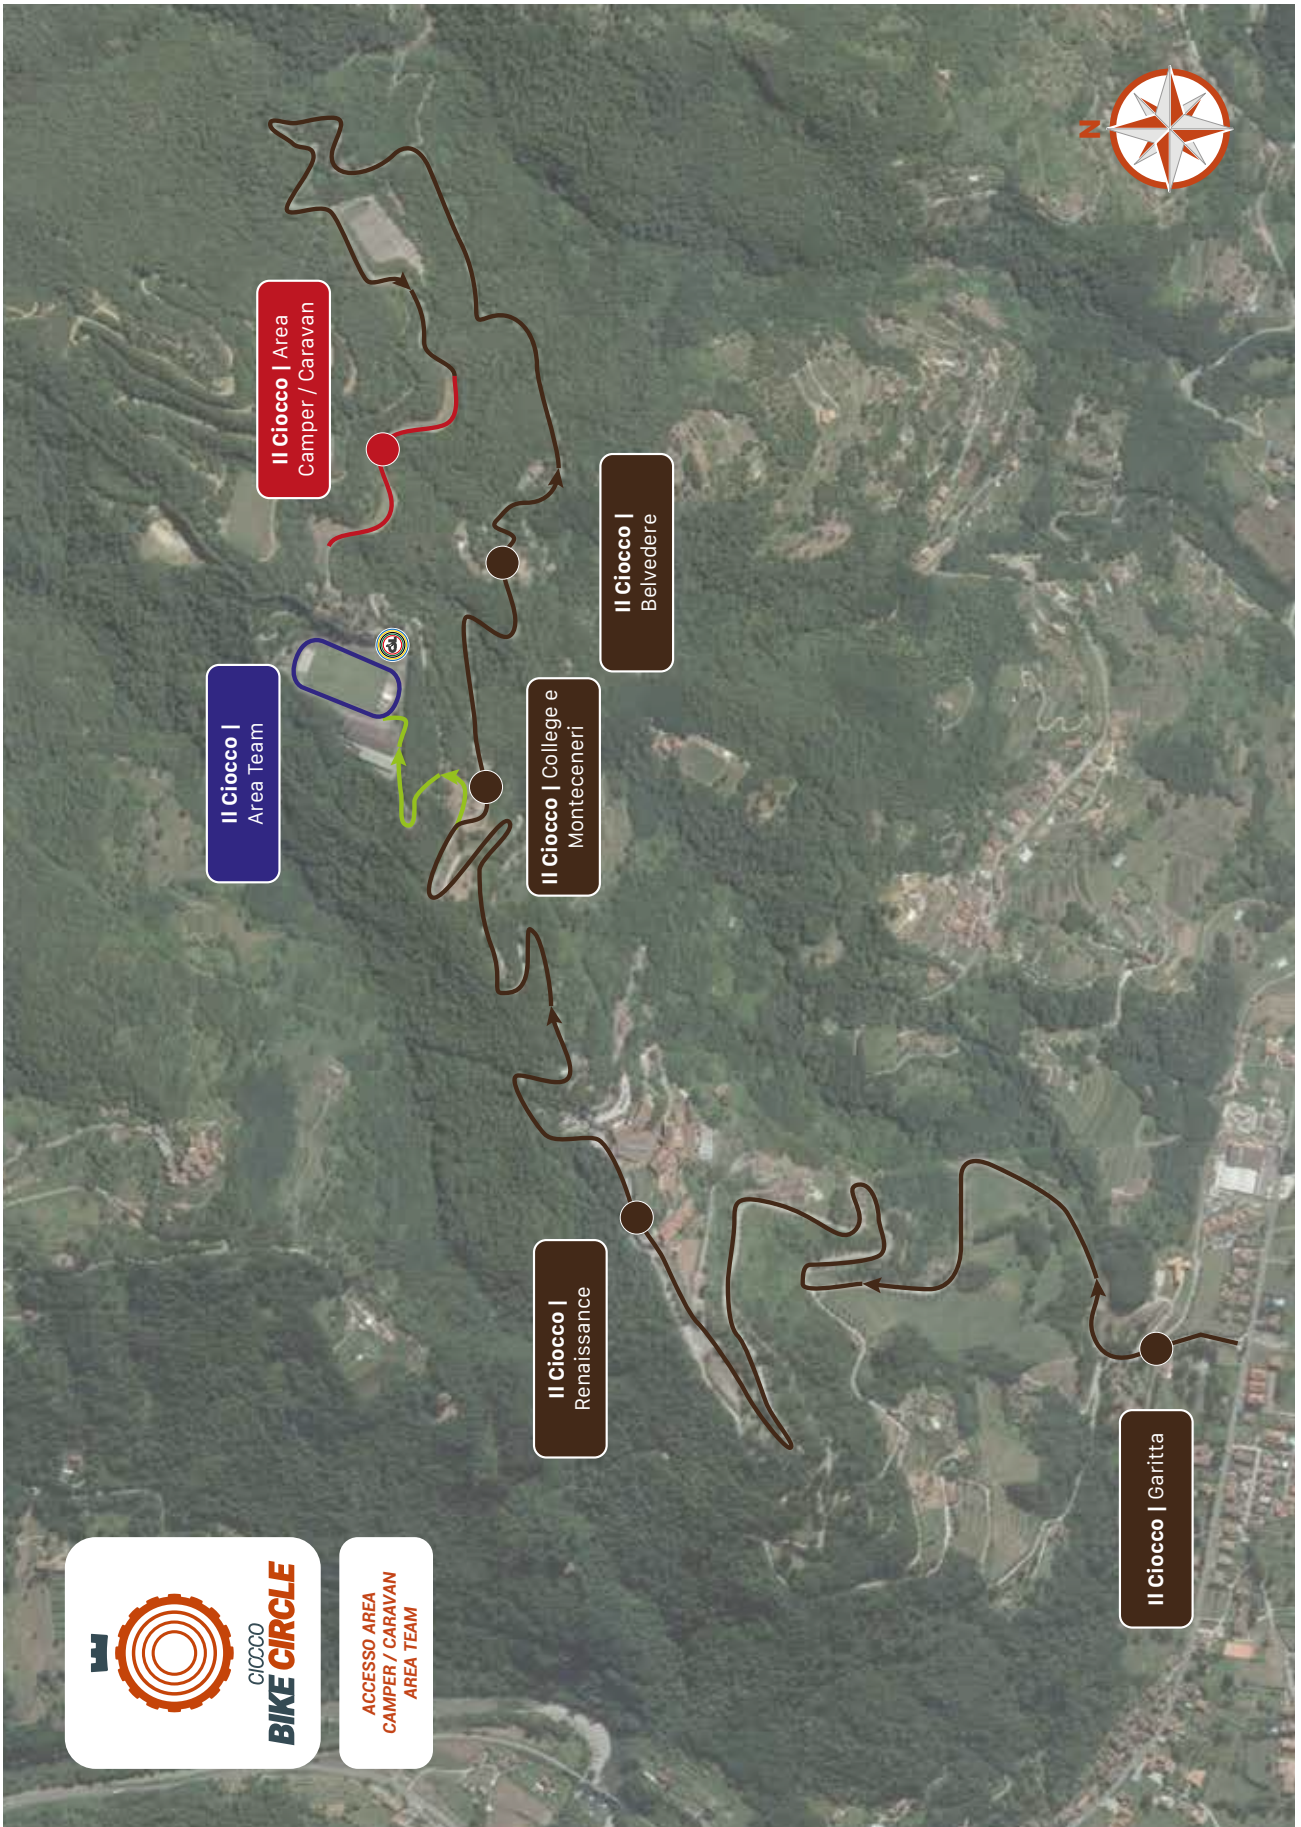 CIOCCO
BIKE CIRCLE
ACCESSO AREA
CAMPER / CARAVAN
AREA TEAM
Il Ciocco |
Area Team
Il Ciocco | Area
Camper / Caravan
Il Ciocco |
Renaissance
Il Ciocco | College e
Monteceneri
Il Ciocco |
Belvedere
Il Ciocco | Garitta
N